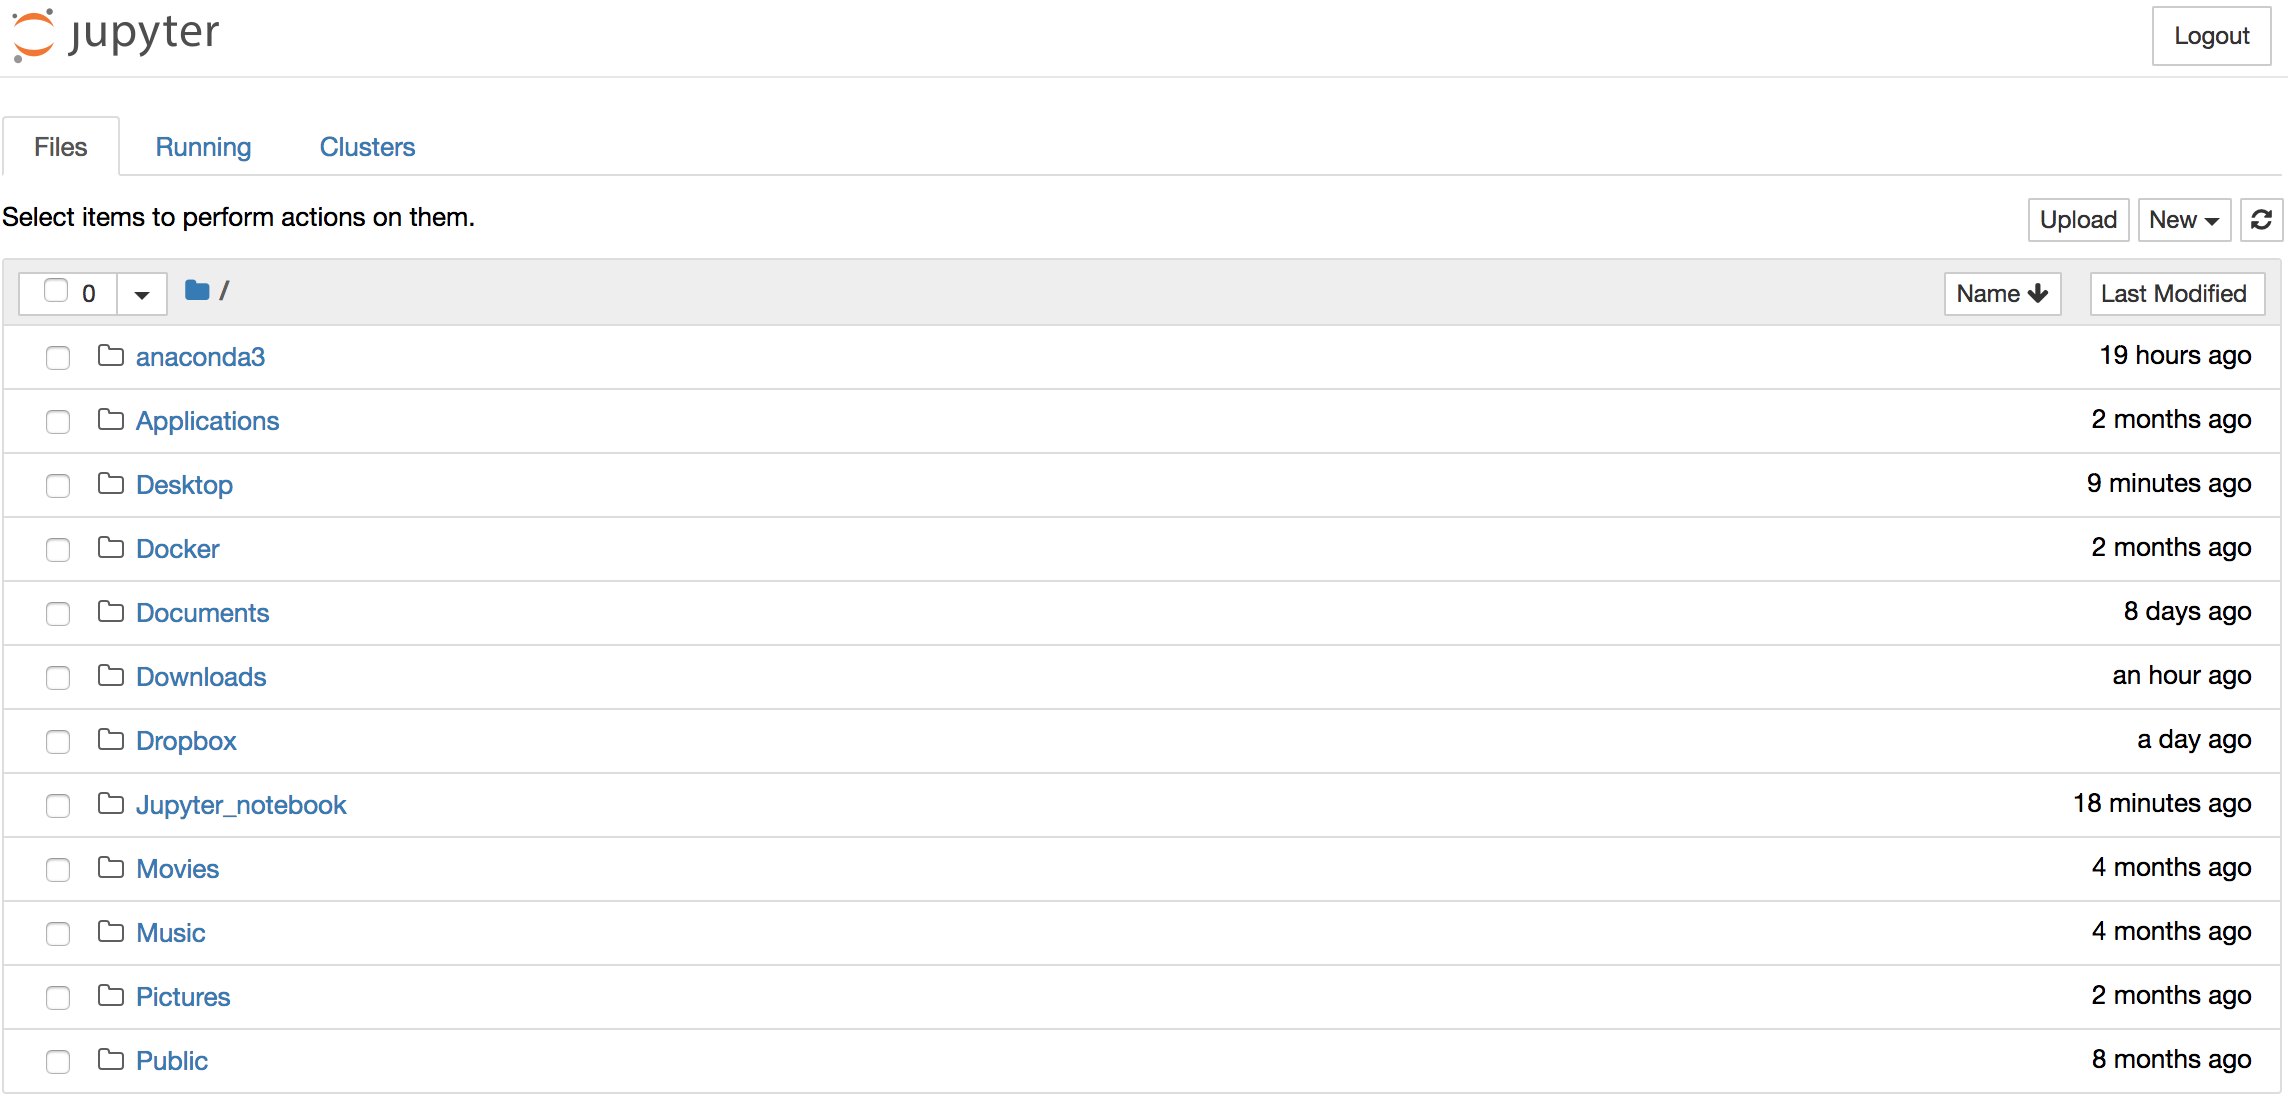 jupyter
Logout
Files Running Clusters
Select items to perform actions on them.
Upload New
0 / Name Last Modified
anaconda3 19 hours ago
Applications 2 months ago
Desktop 9 minutes ago
Docker 2 months ago
Documents 8 days ago
Downloads an hour ago
Dropbox a day ago
Jupyter_notebook 18 minutes ago
Movies 4 months ago
Music 4 months ago
Pictures 2 months ago
Public 8 months ago